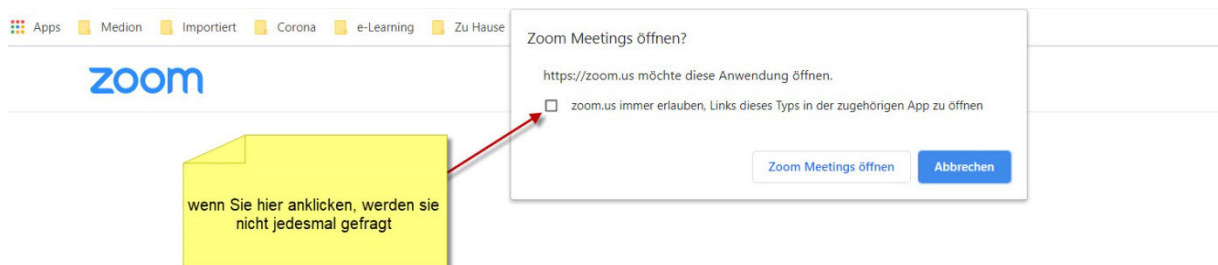 Apps Medion Importiert Corona e-Learning Zu Hause
zoom
Zoom Meetings öffnen?
https://zoom.us möchte diese Anwendung öffnen.
zoom.us immer erlauben, Links dieses Typs in der zugehörigen App zu öffnen
Zoom Meetings öffnen Abbrechen
wenn Sie hier anklicken, werden sie
nicht jedesmal gefragt